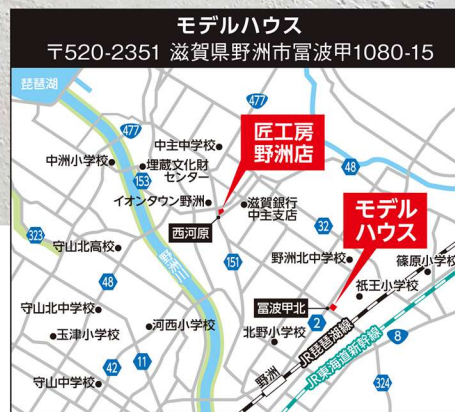 モデルハウス
〒520-2351 滋賀県野洲市冨波甲1080-15
琵琶湖
477
477
中主中学校
匠工房
野洲店
中洲小学校
埋蔵文化財
センター
48
153
イオンタウン野洲
滋賀銀行
中主支店
モデル
ハウス
西河原
32
323
守山北高校
野洲川
151
野洲北中学校
篠原小学校
48
祇王小学校
冨波甲北
守山北中学校
河西小学校
2
玉津小学校
北野小学校
8
11
42
JR琵琶湖線
JR東海道新幹線
野洲
守山中学校
324